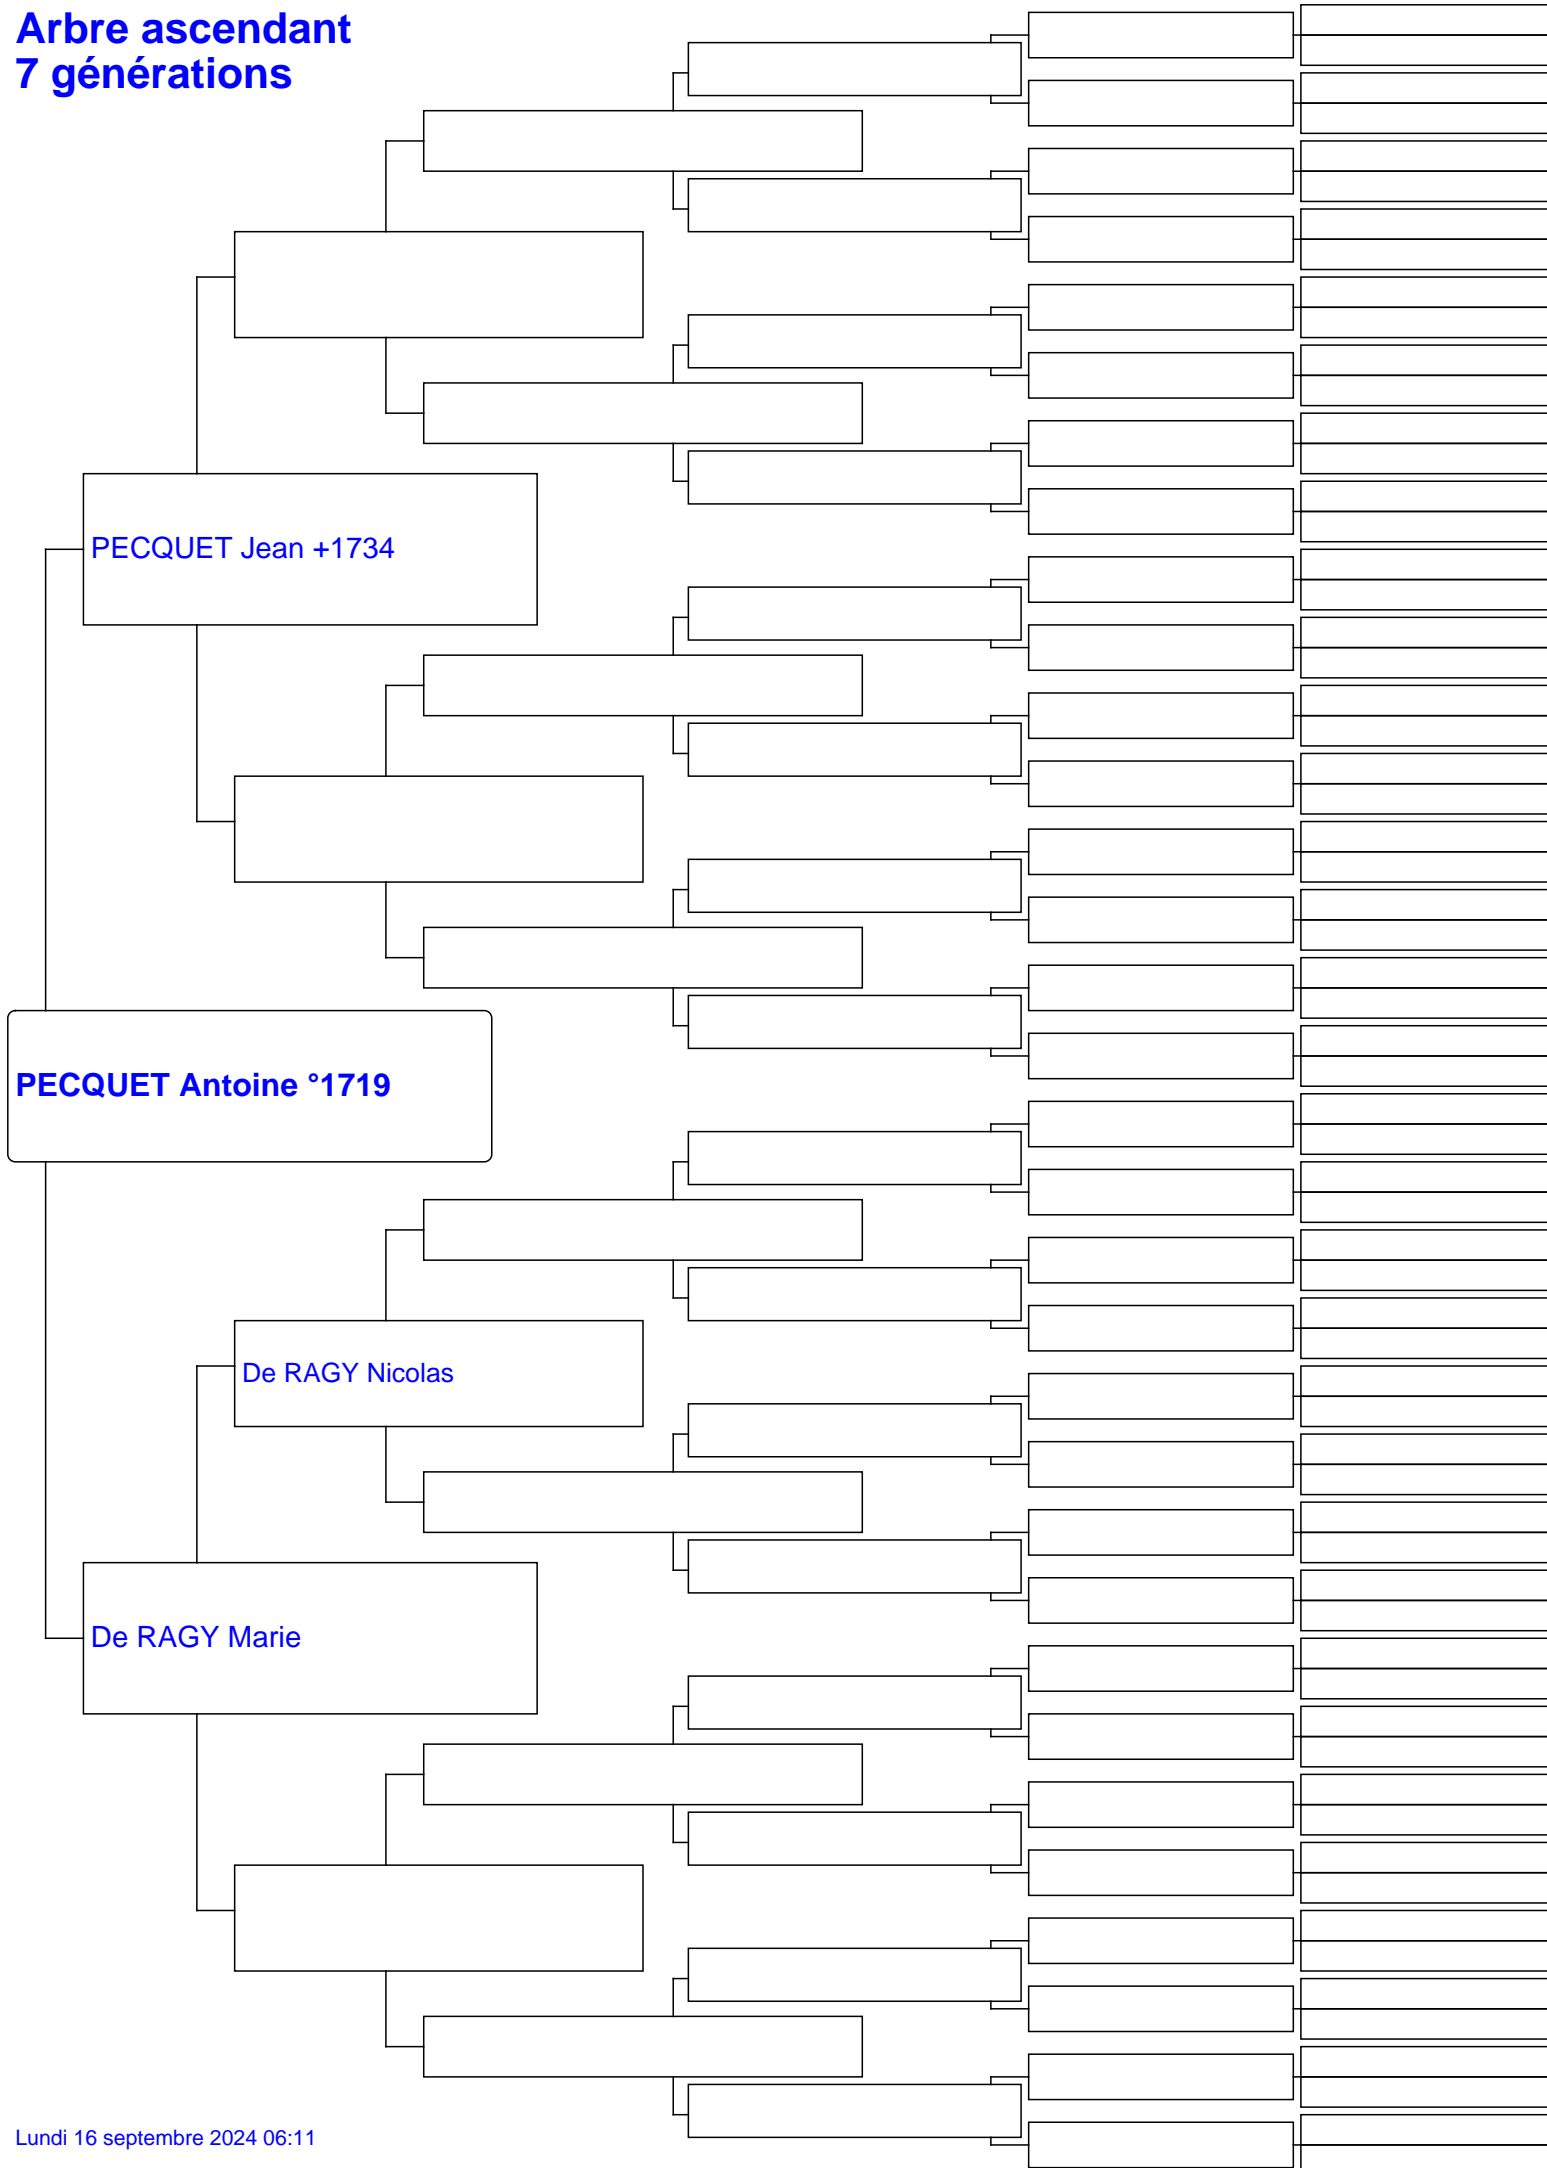 Arbre ascendant
7 générations
PECQUET Jean +1734
PECQUET Antoine °1719
De RAGY Nicolas
De RAGY Marie
Lundi 16 septembre 2024 06:11